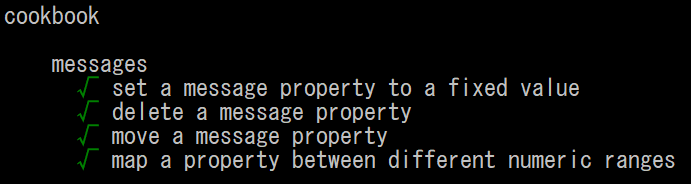 cookbook
messages
√ set a message property to a fixed value
√ delete a message property
√ move a message property
√ map a property between different numeric ranges